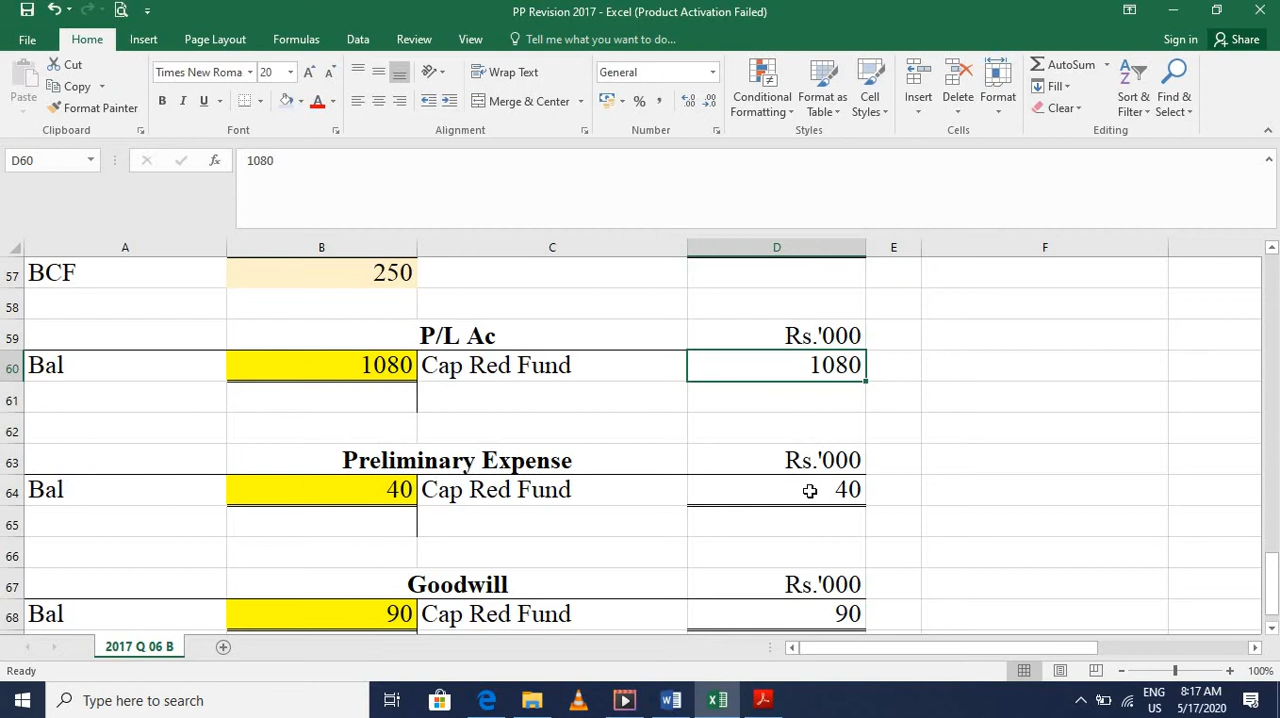 PP Revision 2017 - Excel (Product Activation Failed)
File Home Insert Page Layout Formulas Data Review View Tell me what you want to do... Sign in Share
Paste
Cut
Copy
Format Painter
Clipboard
Times New Roma 20 A A
B I U A
Font
Wrap Text
Merge & Center
Alignment
General
% ,
Number
Conditional Formatting
Format as Table
Cell Styles
Styles
Insert Delete Format
Cells
AutoSum
Fill
Clear
Sort & Filter
Find & Select
Editing
D60 fx 1080
A B C D E F
57 BCF 250
58
59 P/L Ac Rs.'000
60 Bal 1080 Cap Red Fund 1080
61
62
63 Preliminary Expense Rs.'000
64 Bal 40 Cap Red Fund 40
65
66
67 Goodwill Rs.'000
68 Bal 90 Cap Red Fund 90
2017 Q 06 B
Ready 100%
Type here to search
ENG US
8:17 AM
5/17/2020